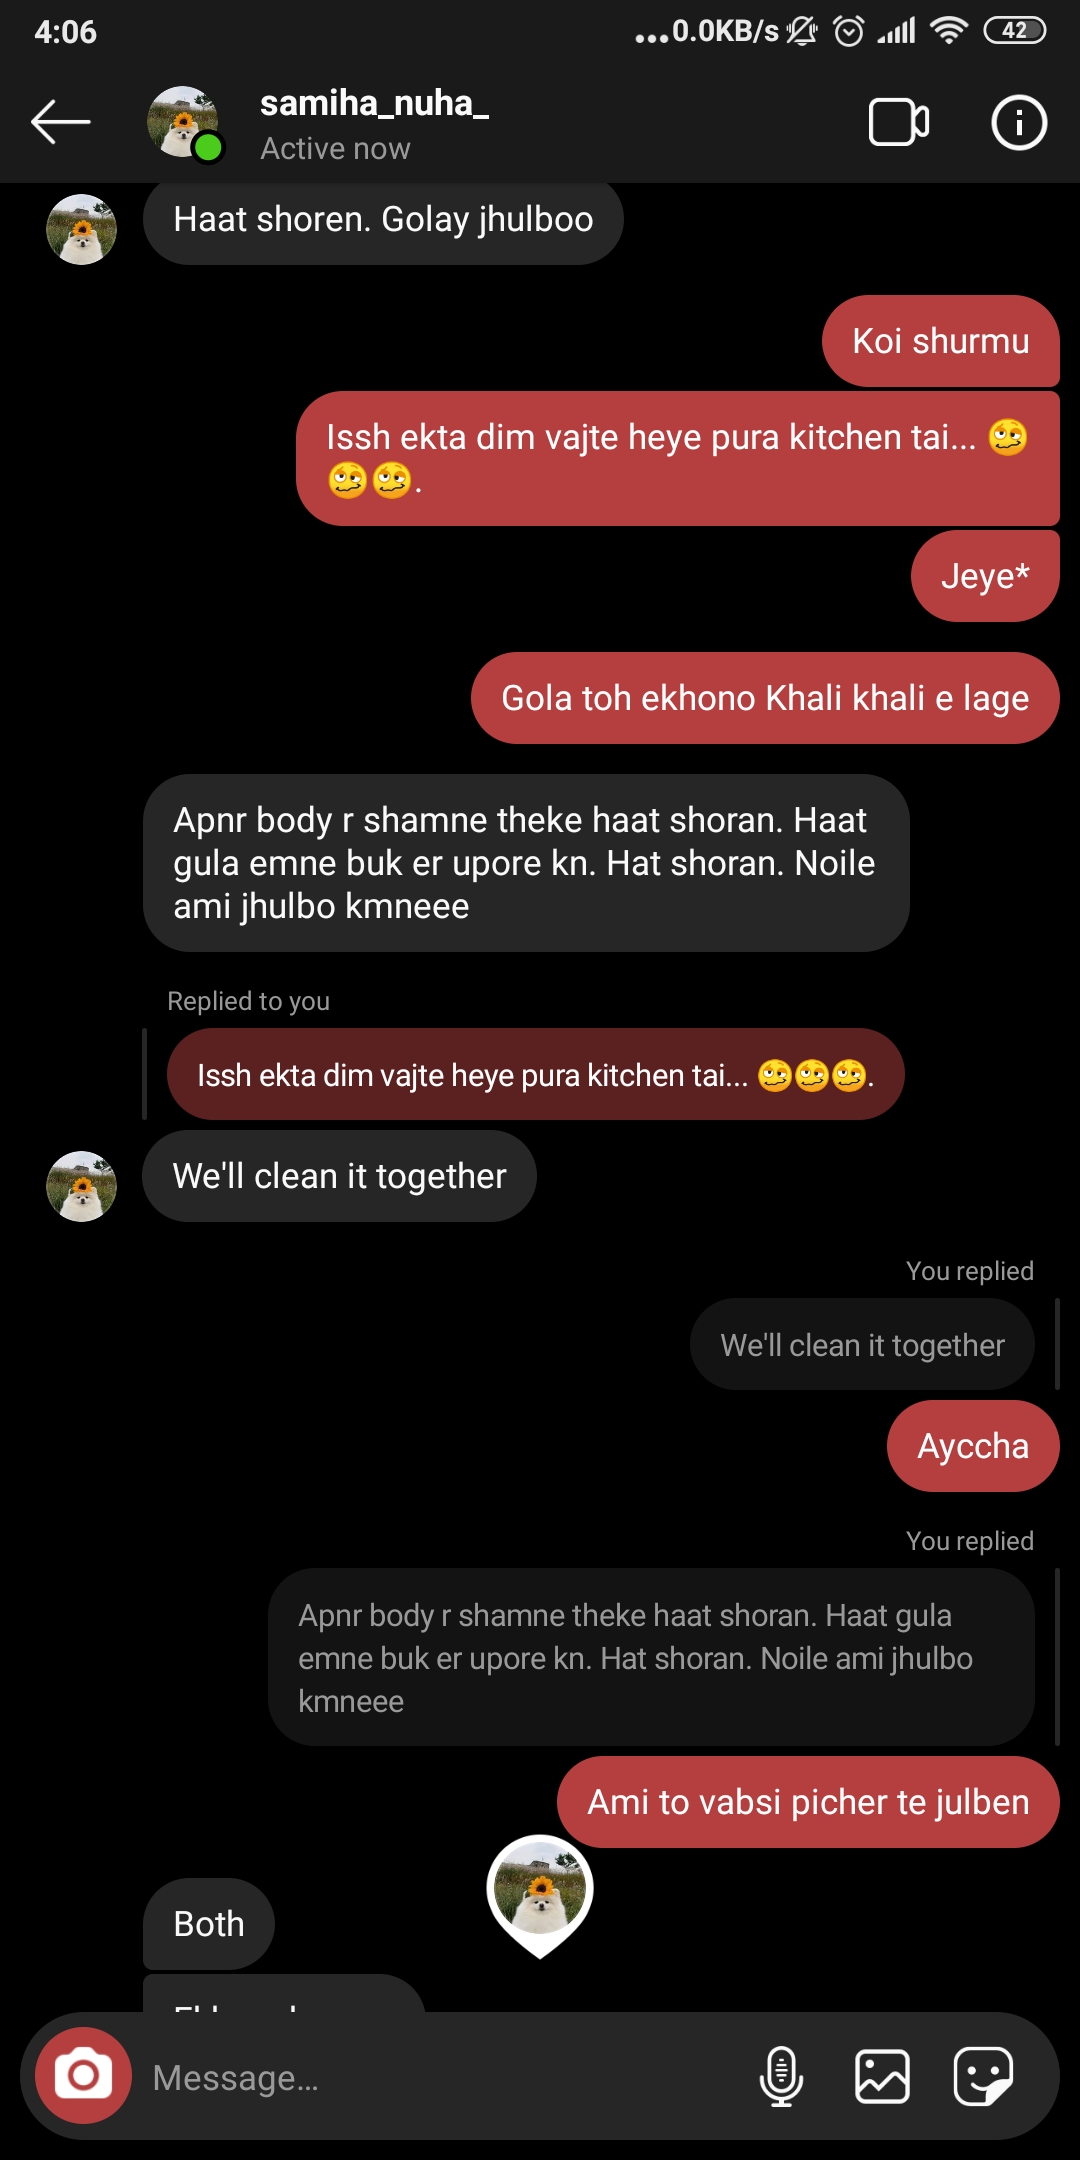 4:06
...0.0KB/s
42
samiha_nuha_
Active now
Haat shoren. Golay jhulboo
Koi shurmu
Issh ekta dim vajte heye pura kitchen tai... 🥴
🥴🥴.
Jeye*
Gola toh ekhono Khali khali e lage
Apnr body r shamne theke haat shoran. Haat
gula emne buk er upore kn. Hat shoran. Noile
ami jhulbo kmneee
Replied to you
Issh ekta dim vajte heye pura kitchen tai... 🥴🥴🥴.
We'll clean it together
You replied
We'll clean it together
Ayccha
You replied
Apnr body r shamne theke haat shoran. Haat gula
emne buk er upore kn. Hat shoran. Noile ami jhulbo
kmneee
Ami to vabsi picher te julben
Both
Message...